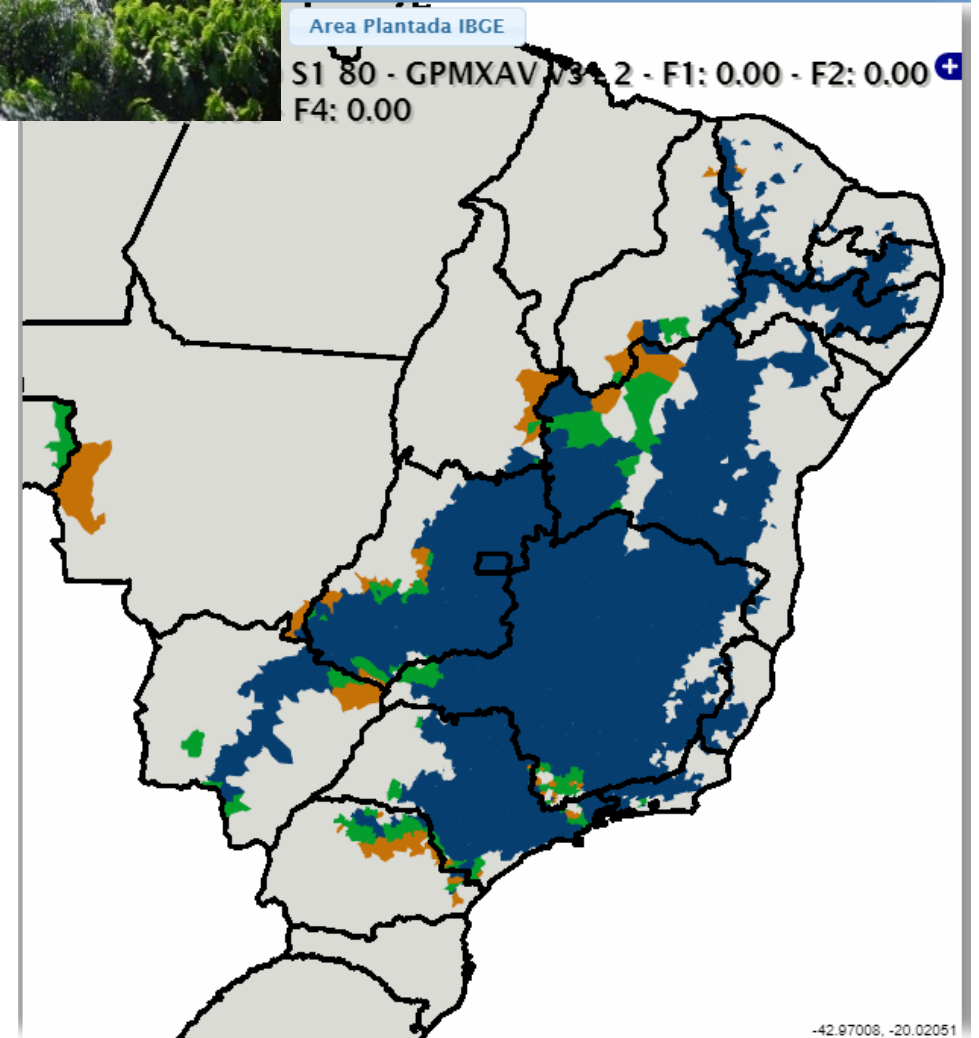 Area Plantada IBGE
S1 80 - GPMXAV V31 2 - F1: 0.00 - F2: 0.00
F4: 0.00
-42.97008, -20.02051